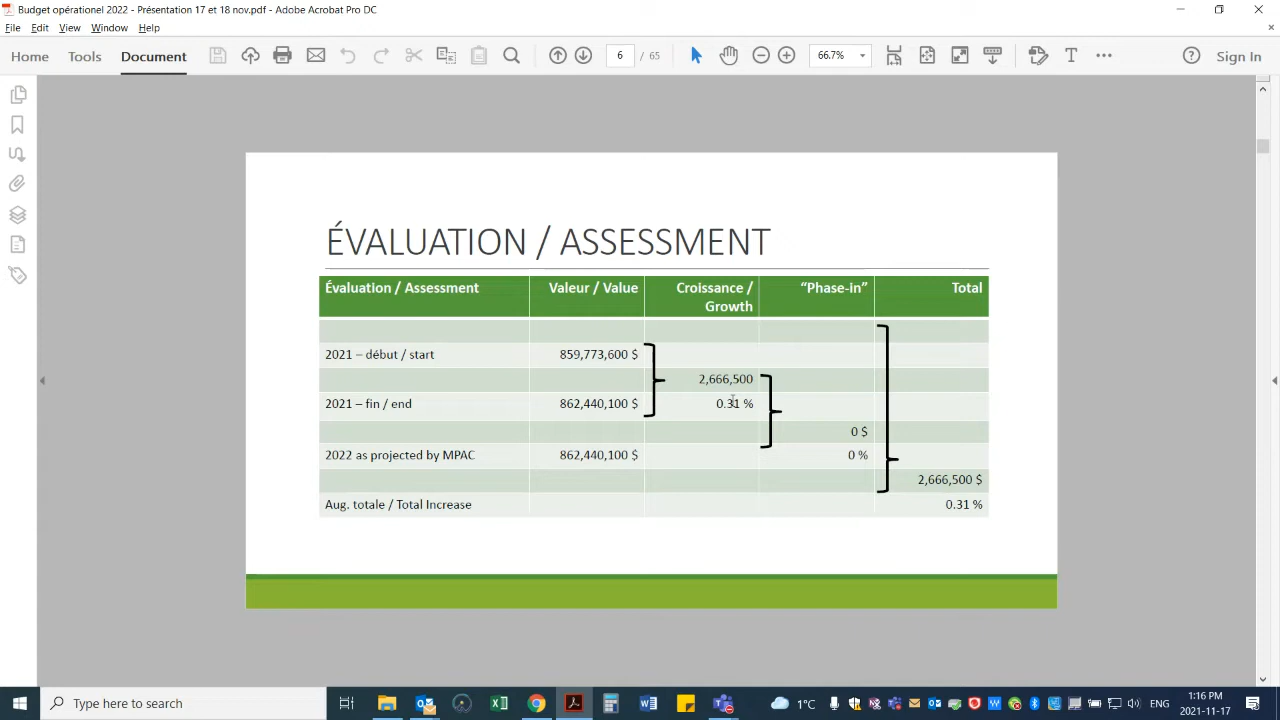 Budget opérationel 2022 - Présentation 17 et 18 nov.pdf - Adobe Acrobat Pro DC
File Edit View Window Help
Home Tools Document 6 / 65 66.7% Sign In
ÉVALUATION / ASSESSMENT
Évaluation / Assessment Valeur / Value Croissance / Growth “Phase-in” Total
2021 – début / start 859,773,600 $
2,666,500
2021 – fin / end 862,440,100 $ 0.31 %
0 $
2022 as projected by MPAC 862,440,100 $ 0 %
2,666,500 $
Aug. totale / Total Increase 0.31 %
Type here to search 1°C ENG 1:16 PM
2021-11-17